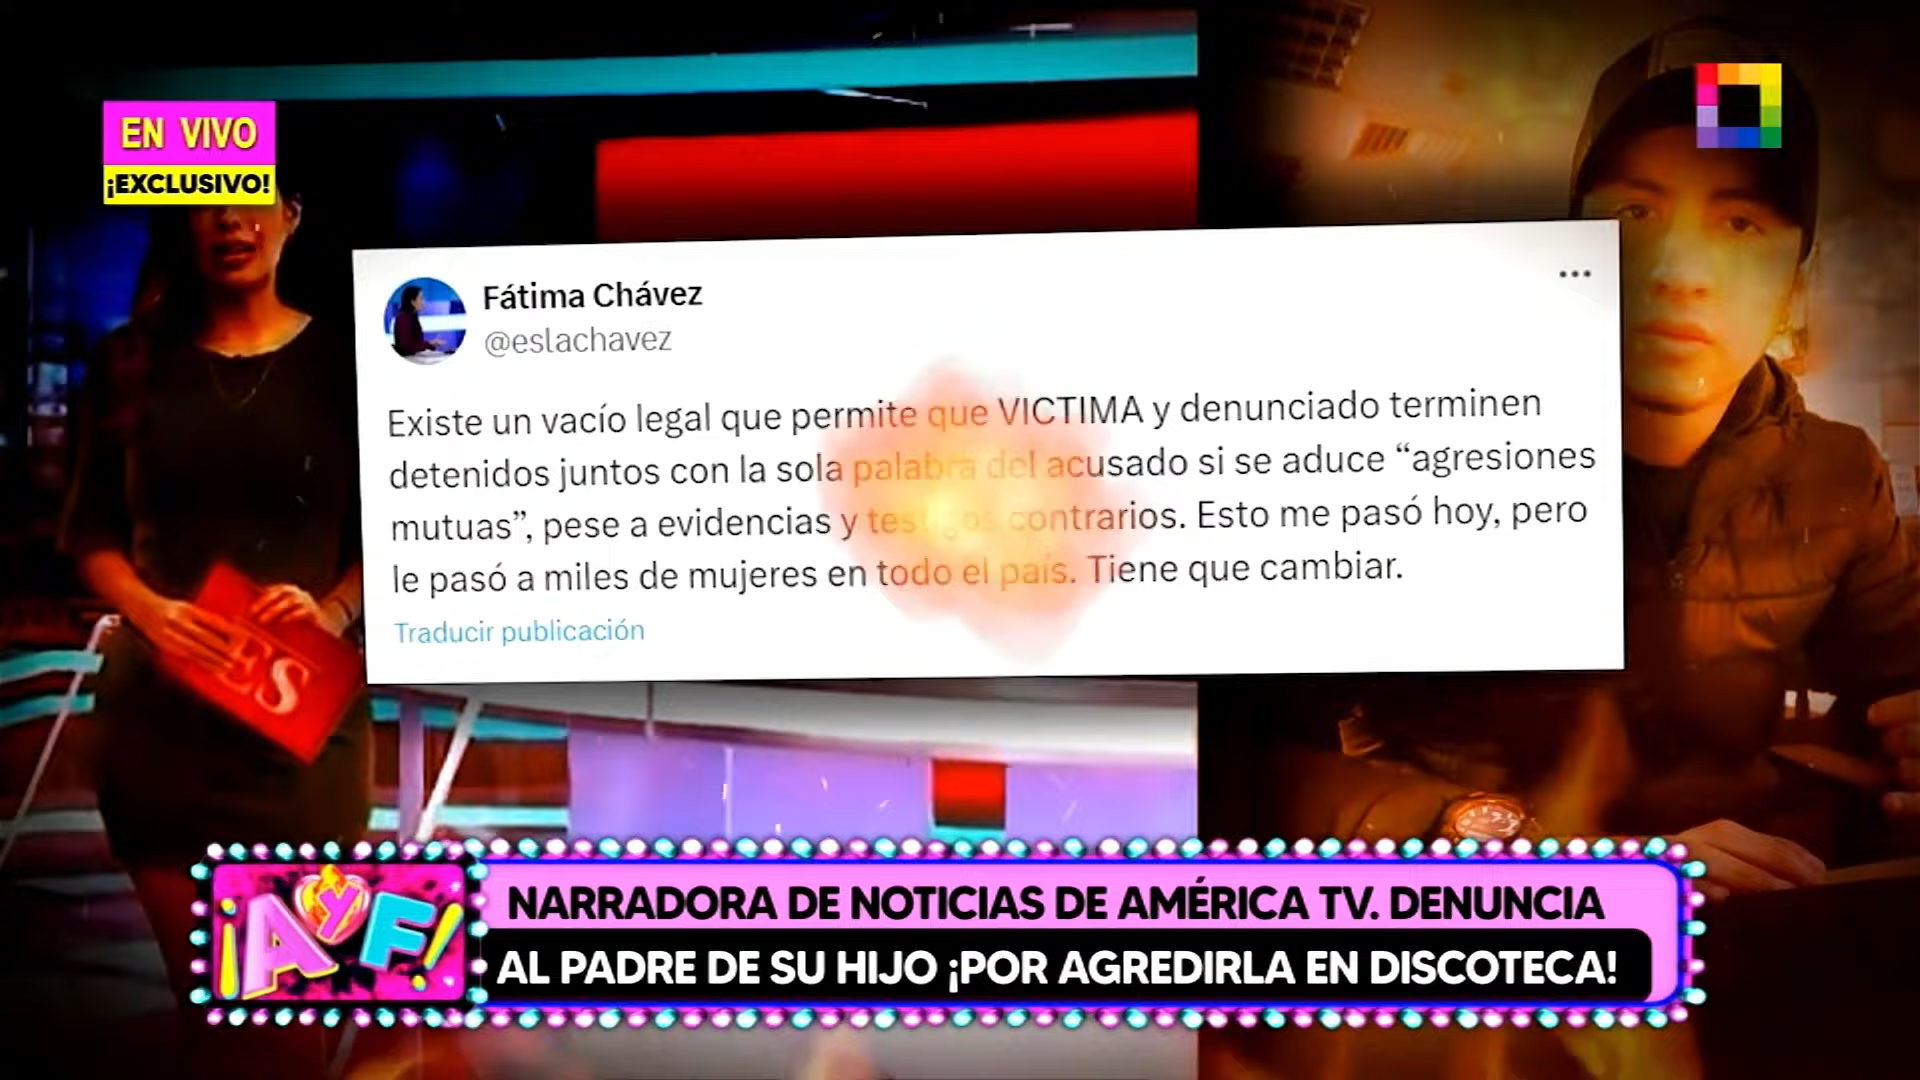 EN VIVO
¡EXCLUSIVO!
Fátima Chávez
@eslachavez
Existe un vacío legal que permite que VICTIMA y denunciado terminen
detenidos juntos con la sola palabra del acusado si se aduce “agresiones
mutuas”, pese a evidencias y testigos contrarios. Esto me pasó hoy, pero
le pasó a miles de mujeres en todo el país. Tiene que cambiar.
Traducir publicación
ES
¡AyF!
NARRADORA DE NOTICIAS DE AMÉRICA TV. DENUNCIA
AL PADRE DE SU HIJO ¡POR AGREDIRLA EN DISCOTECA!